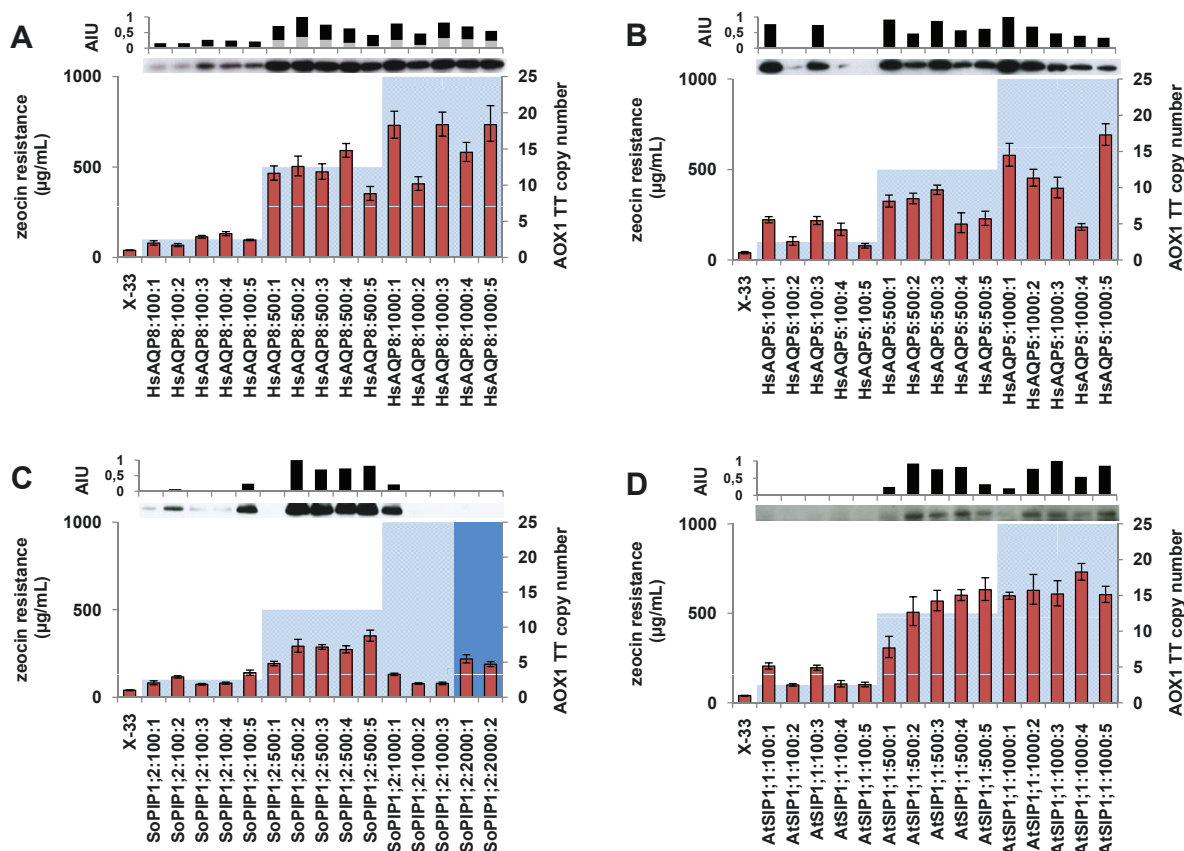 A
AIU
1
0,5
0
zeocin resistance
(µg/mL)
1000
500
0
25
20
15
10
5
0
AOX1 TT copy number
X-33
HsAQP8:100:1
HsAQP8:100:2
HsAQP8:100:3
HsAQP8:100:4
HsAQP8:100:5
HsAQP8:500:1
HsAQP8:500:2
HsAQP8:500:3
HsAQP8:500:4
HsAQP8:500:5
HsAQP8:1000:1
HsAQP8:1000:2
HsAQP8:1000:3
HsAQP8:1000:4
HsAQP8:1000:5
B
AIU
1
0,5
0
zeocin resistance
(µg/mL)
1000
500
0
25
20
15
10
5
0
AOX1 TT copy number
X-33
HsAQP5:100:1
HsAQP5:100:2
HsAQP5:100:3
HsAQP5:100:4
HsAQP5:100:5
HsAQP5:500:1
HsAQP5:500:2
HsAQP5:500:3
HsAQP5:500:4
HsAQP5:500:5
HsAQP5:1000:1
HsAQP5:1000:2
HsAQP5:1000:3
HsAQP5:1000:4
HsAQP5:1000:5
C
AIU
1
0,5
0
zeocin resistance
(µg/mL)
1000
500
0
25
20
15
10
5
0
AOX1 TT copy number
X-33
SoPIP1;2:100:1
SoPIP1;2:100:2
SoPIP1;2:100:3
SoPIP1;2:100:4
SoPIP1;2:100:5
SoPIP1;2:500:1
SoPIP1;2:500:2
SoPIP1;2:500:3
SoPIP1;2:500:4
SoPIP1;2:500:5
SoPIP1;2:1000:1
SoPIP1;2:1000:2
SoPIP1;2:1000:3
SoPIP1;2:2000:1
SoPIP1;2:2000:2
D
AIU
1
0,5
0
zeocin resistance
(µg/mL)
1000
500
0
25
20
15
10
5
0
AOX1 TT copy number
X-33
AtSIP1;1:100:1
AtSIP1;1:100:2
AtSIP1;1:100:3
AtSIP1;1:100:4
AtSIP1;1:100:5
AtSIP1;1:500:1
AtSIP1;1:500:2
AtSIP1;1:500:3
AtSIP1;1:500:4
AtSIP1;1:500:5
AtSIP1;1:1000:1
AtSIP1;1:1000:2
AtSIP1;1:1000:3
AtSIP1;1:1000:4
AtSIP1;1:1000:5